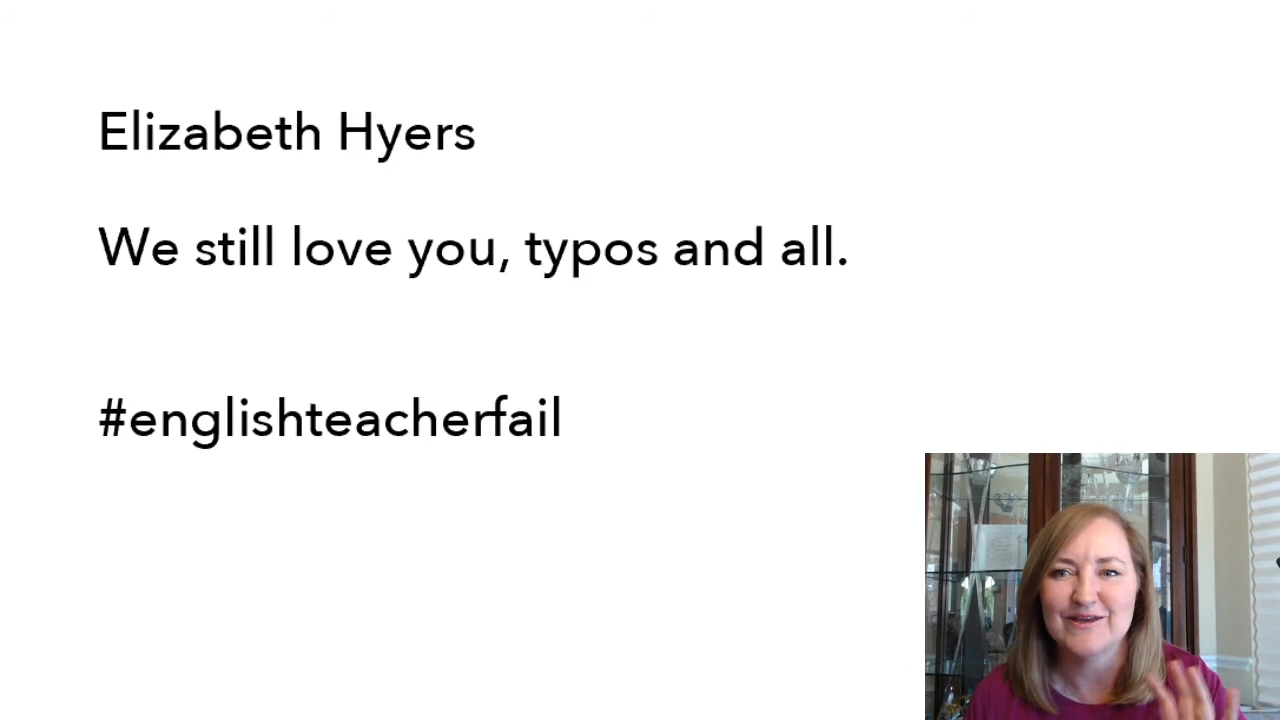 Elizabeth Hyers
We still love you, typos and all.
#englishteacherfail